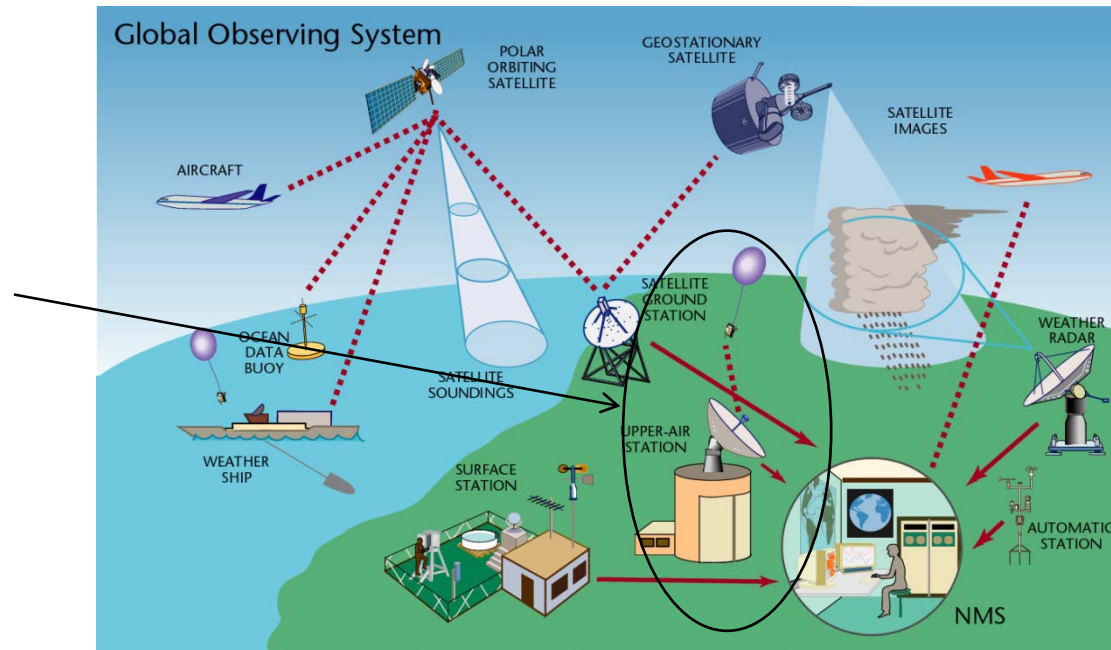 Global Observing System
POLAR
ORBITING
SATELLITE
GEOSTATIONARY
SATELLITE
SATELLITE
IMAGES
AIRCRAFT
SATELLITE
GROUND
STATION
OCEAN
DATA
BUOY
WEATHER
RADAR
SATELLITE
SOUNDINGS
UPPER-AIR
STATION
WEATHER
SHIP
SURFACE
STATION
AUTOMATIC
STATION
NMS